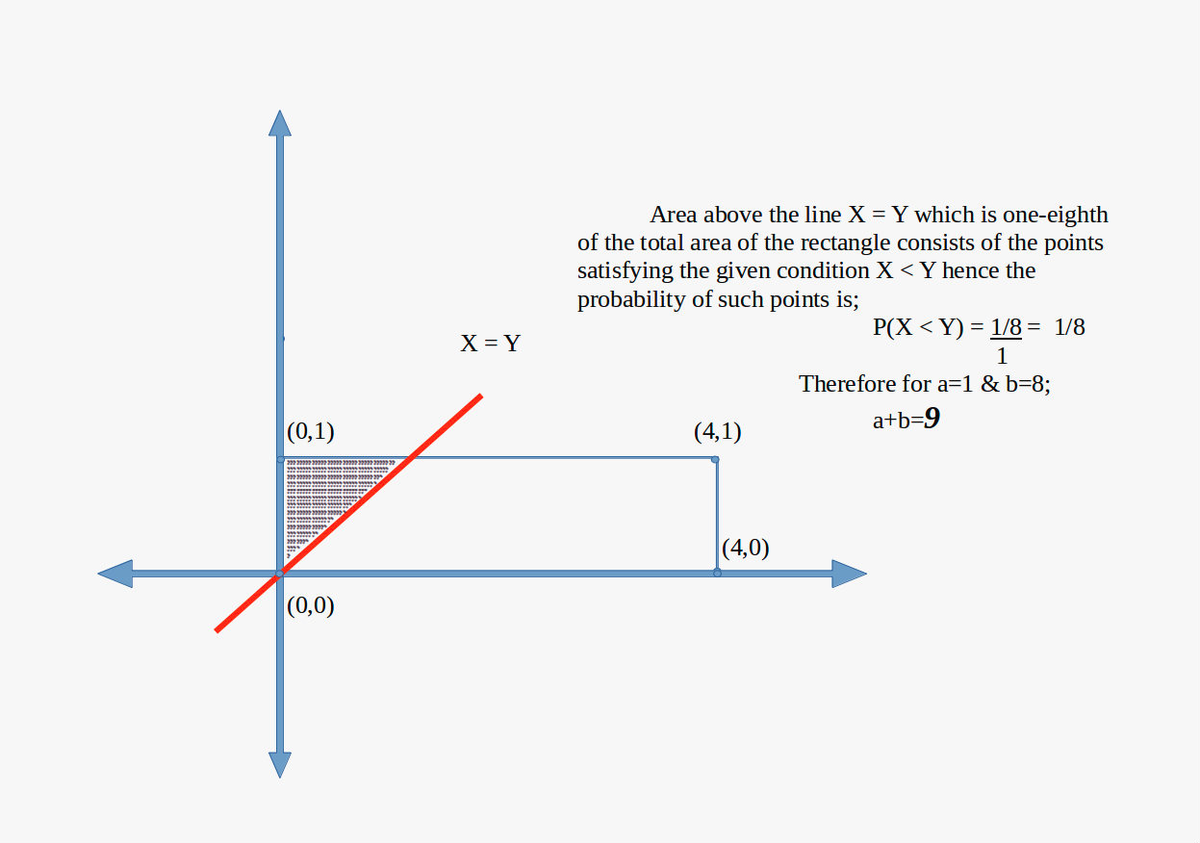 Area above the line X = Y which is one-eighth
of the total area of the rectangle consists of the points
satisfying the given condition X < Y hence the
probability of such points is;
P(X < Y) = 1/8 = 1/8
1
X = Y
Therefore for a=1 & b=8;
a+b=9
(0,1)
(4,1)
(4,0)
(0,0)